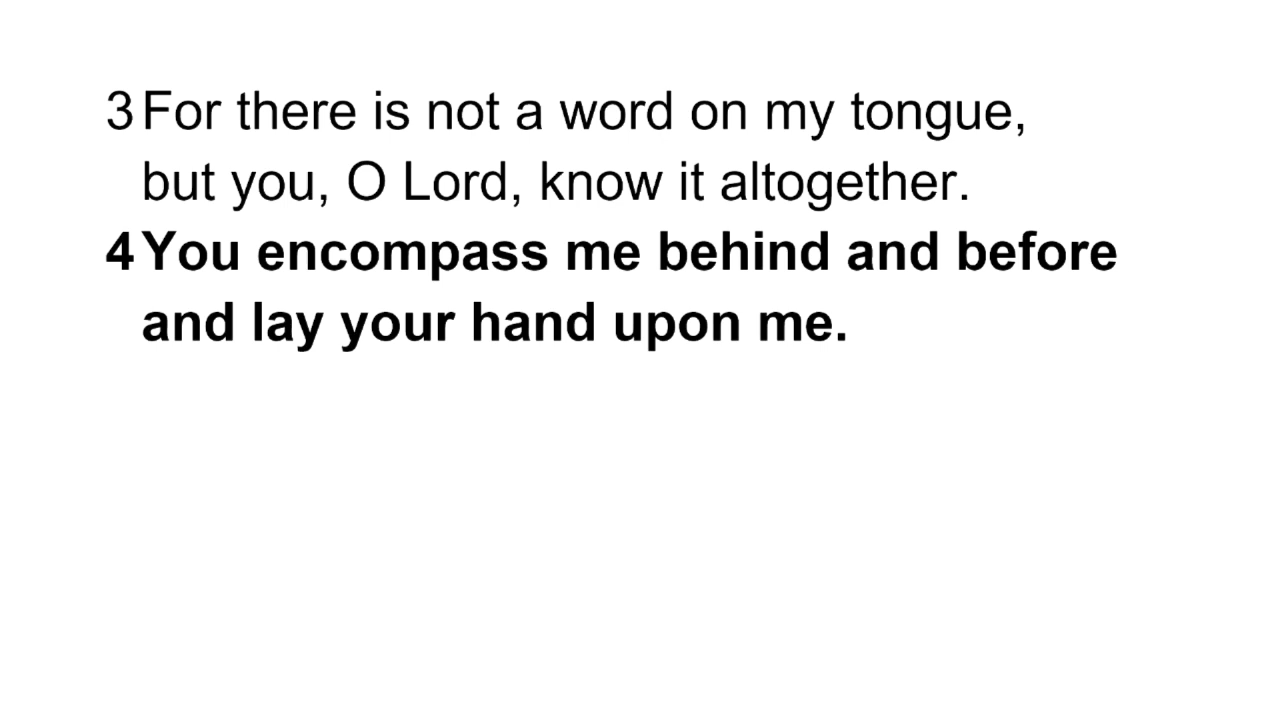 3 For there is not a word on my tongue,
but you, O Lord, know it altogether.
4 You encompass me behind and before
and lay your hand upon me.